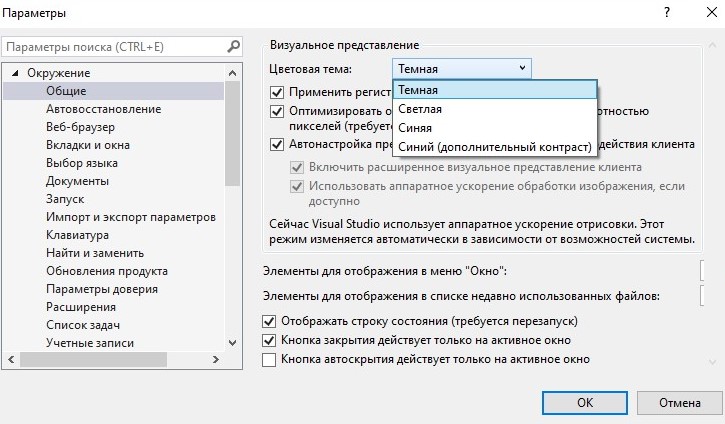 Параметры
Параметры поиска (CTRL+E)
Окружение
Общие
Автовосстановление
Веб-браузер
Вкладки и окна
Выбор языка
Документы
Запуск
Импорт и экспорт параметров
Клавиатура
Найти и заменить
Обновления продукта
Параметры доверия
Расширения
Список задач
Учетные записи
Визуальное представление
Цветовая тема: Темная
Темная
Светлая
Синяя
Синий (дополнительный контраст)
Применить регист
Оптимизировать о отностью
пикселей (требуетс
Автонастройка пре действия клиента
Включить расширенное визуальное представление клиента
Использовать аппаратное ускорение обработки изображения, если
доступно
Сейчас Visual Studio использует аппаратное ускорение отрисовки. Этот
режим изменяется автоматически в зависимости от возможностей системы.
Элементы для отображения в меню "Окно":
Элементы для отображения в списке недавно использованных файлов:
Отображать строку состояния (требуется перезапуск)
Кнопка закрытия действует только на активное окно
Кнопка автоскрытия действует только на активное окно
ОК Отмена